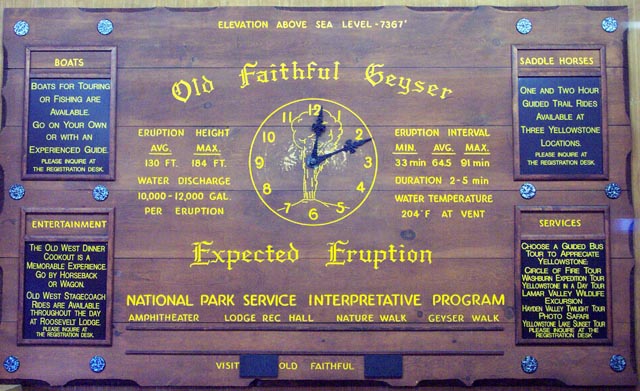 ELEVATION ABOVE SEA LEVEL - 7367'
BOATS
BOATS FOR TOURING
OR FISHING ARE
AVAILABLE.
GO ON YOUR OWN
OR WITH AN
EXPERIENCED GUIDE.
PLEASE INQUIRE AT
THE REGISTRATION DESK.
ENTERTAINMENT
THE OLD WEST DINNER
COOKOUT IS A
MEMORABLE EXPERIENCE.
GO BY HORSEBACK
OR WAGON.
OLD WEST STAGECOACH
RIDES ARE AVAILABLE
THROUGHOUT THE DAY
AT ROOSEVELT LODGE.
PLEASE INQUIRE AT
THE REGISTRATION DESK
Old Faithful Geyser
ERUPTION HEIGHT
AVG. MAX.
130 FT. 184 FT.
WATER DISCHARGE
10,000-12,000 GAL.
PER ERUPTION
12
1
2
3
4
5
6
7
8
9
10
11
ERUPTION INTERVAL
MIN. AVG. MAX.
33 min 64.5 91 min
DURATION 2-5 min
WATER TEMPERATURE
204°F AT VENT
Expected Eruption
NATIONAL PARK SERVICE INTERPRETATIVE PROGRAM
AMPHITHEATER LODGE REC HALL NATURE WALK GEYSER WALK
VISIT OLD FAITHFUL
SADDLE HORSES
ONE AND TWO HOUR
GUIDED TRAIL RIDES
AVAILABLE AT
THREE YELLOWSTONE
LOCATIONS.
PLEASE INQUIRE AT
THE REGISTRATION DESK.
SERVICES
CHOOSE A GUIDED BUS
TOUR TO APPRECIATE
YELLOWSTONE:
CIRCLE OF FIRE TOUR
WASHBURN EXPEDITION TOUR
YELLOWSTONE IN A DAY TOUR
LAMAR VALLEY WILDLIFE
EXCURSION
HAYDEN VALLEY TWILIGHT TOUR
PHOTO SAFARI
YELLOWSTONE LAKE SUNSET TOUR
PLEASE INQUIRE AT THE
REGISTRATION DESK